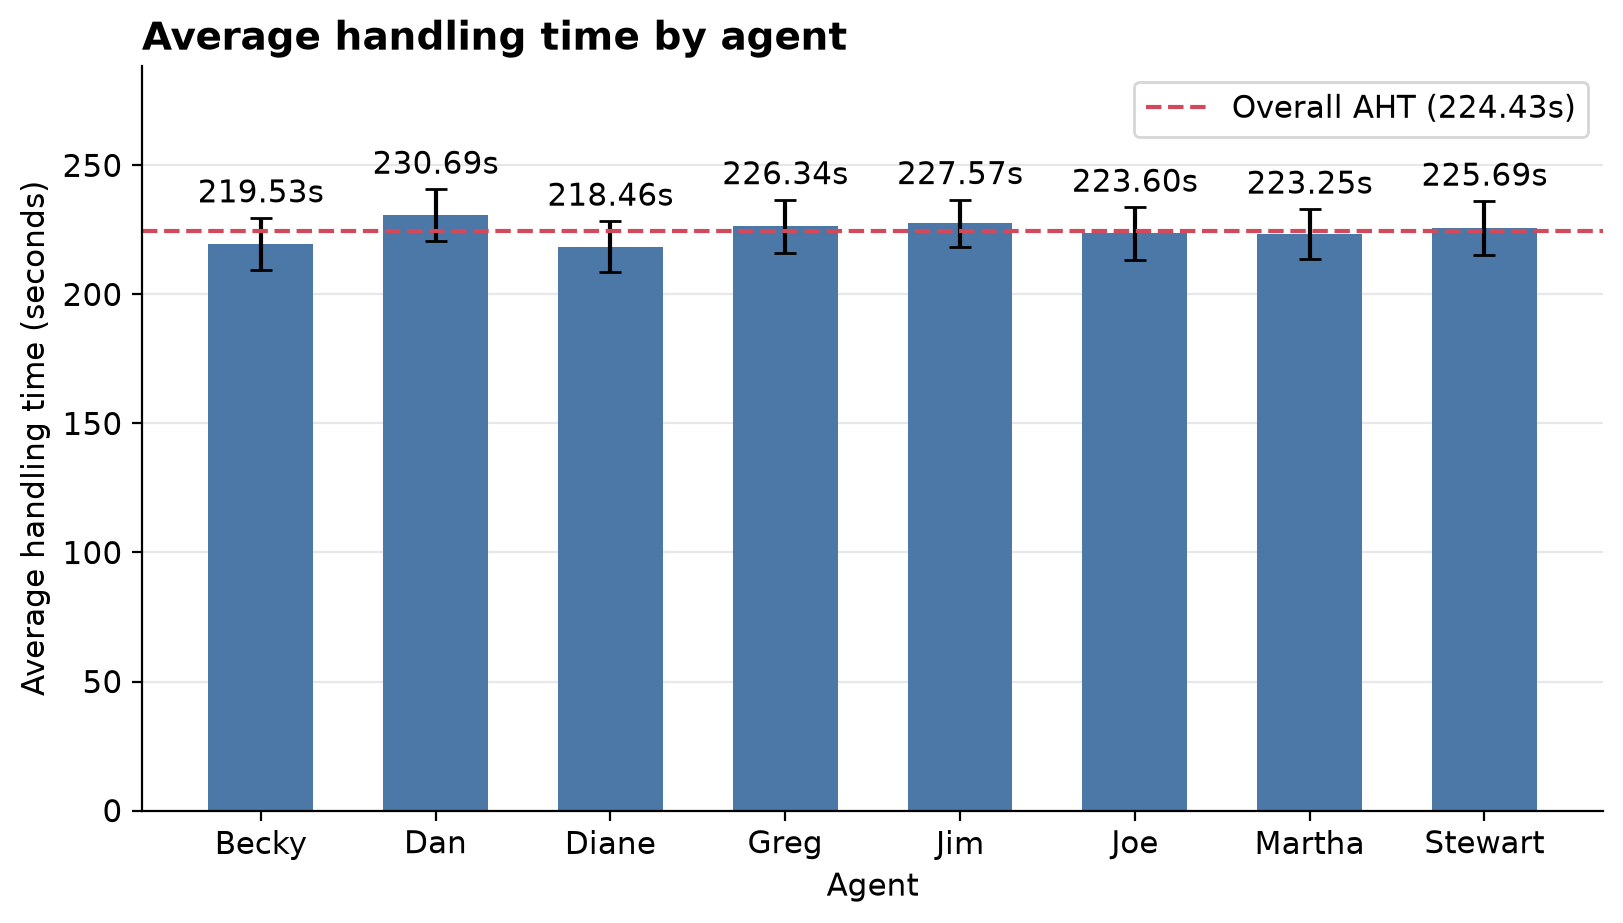 Average handling time by agent
Overall AHT (224.43s)
Average handling time (seconds)
250
200
150
100
50
0
219.53s
230.69s
218.46s
226.34s
227.57s
223.60s
223.25s
225.69s
Becky
Dan
Diane
Greg
Jim
Joe
Martha
Stewart
Agent